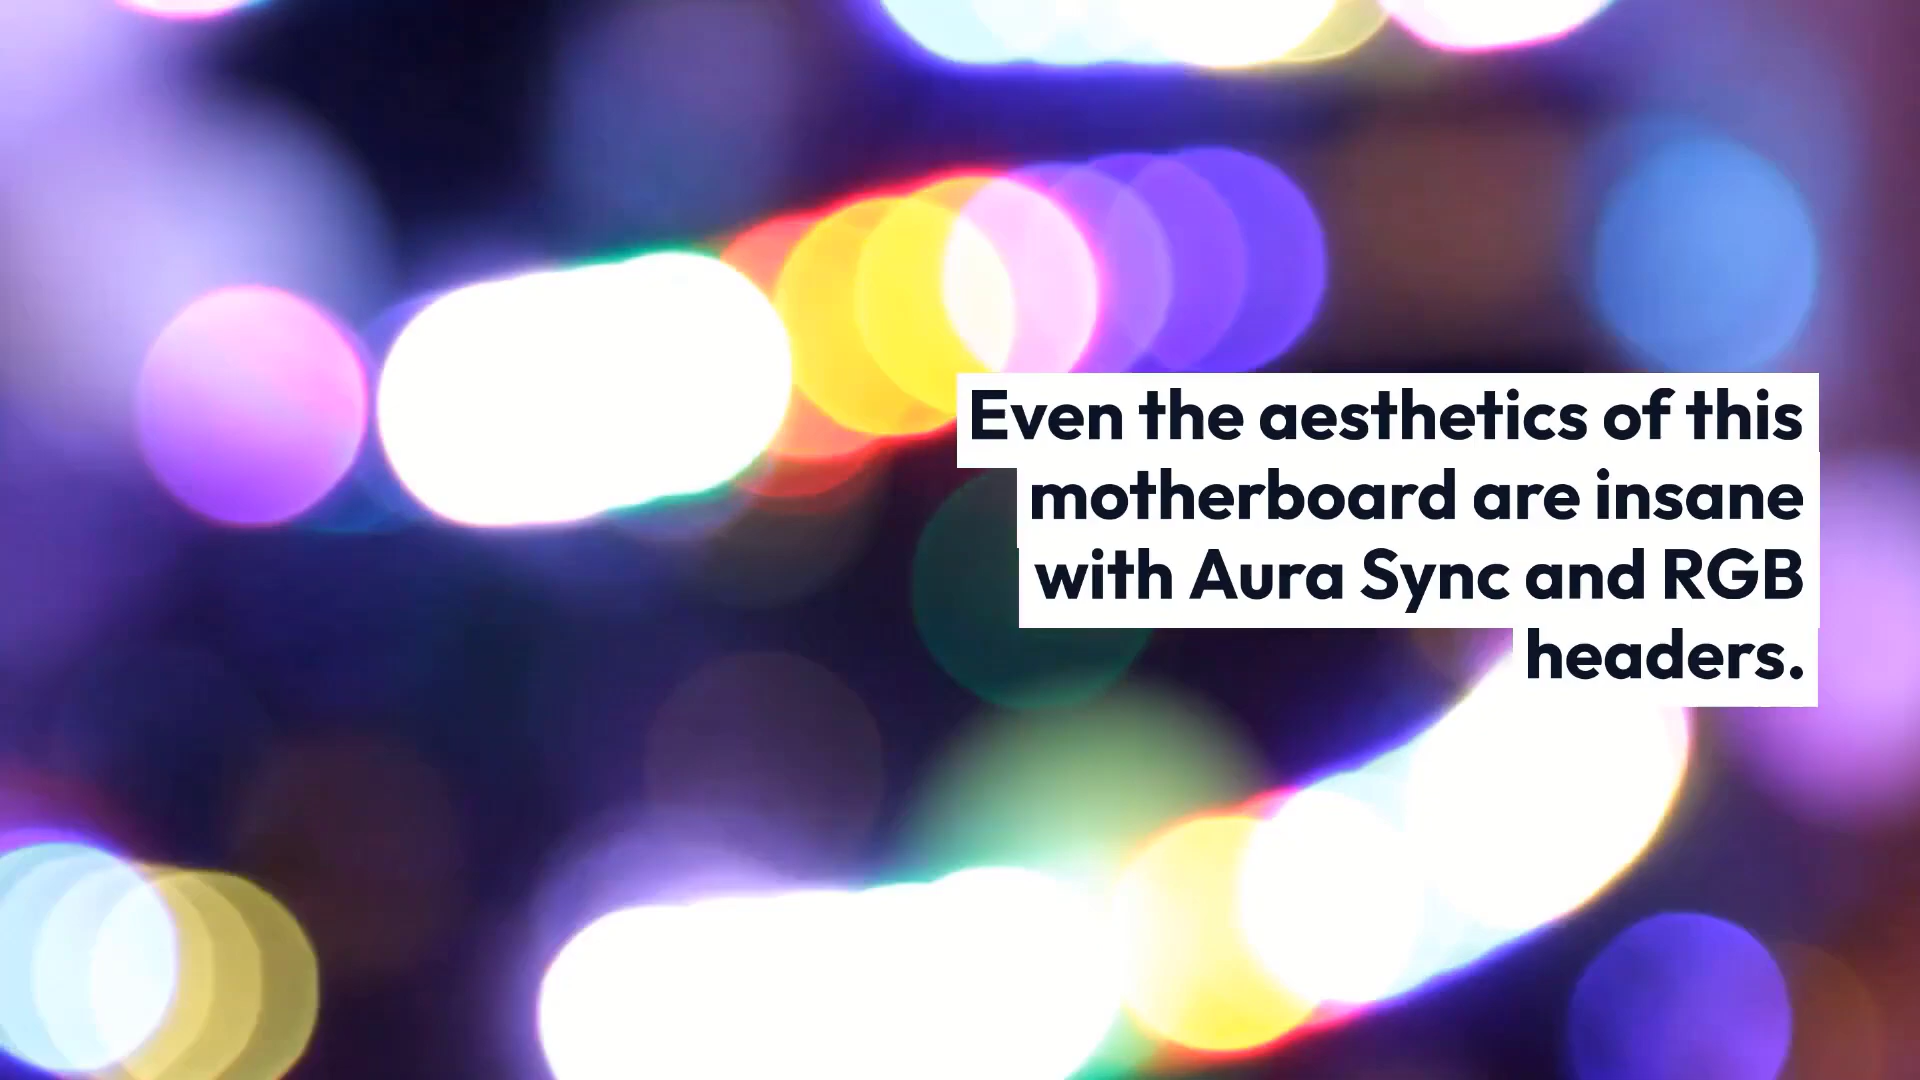 Even the aesthetics of this
motherboard are insane
with Aura Sync and RGB
headers.